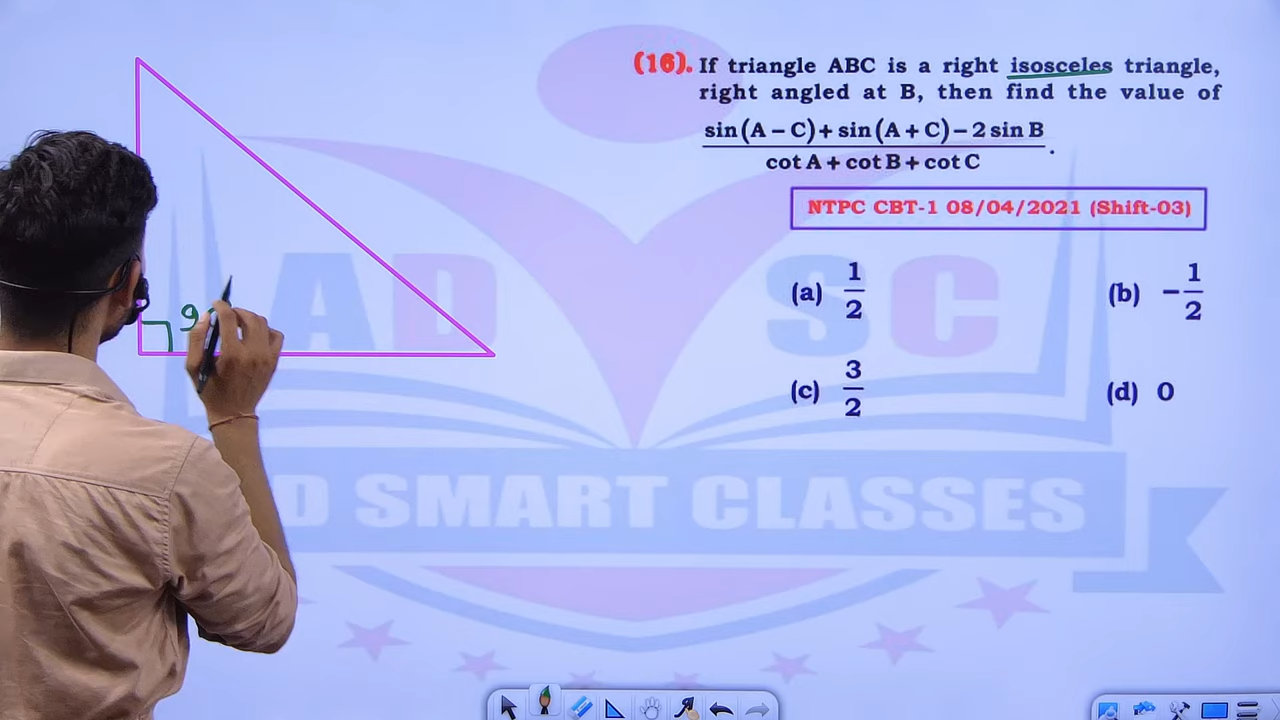 (16). If triangle ABC is a right isosceles triangle,
right angled at B, then find the value of
sin(A − C) + sin(A + C) − 2 sin B
cot A + cot B + cot C .
NTPC CBT-1 08/04/2021 (Shift-03)
(a) 1/2
(b) −1/2
(c) 3/2
(d) 0
9
AD SC
D SMART CLASSES